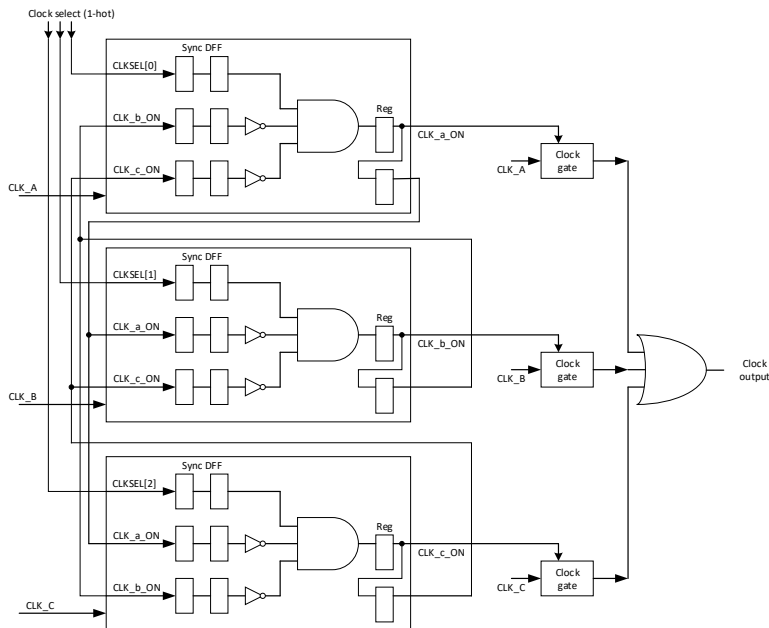 Clock select (1-hot)
Sync DFF
CLKSEL[0]
CLK_b_ON
Reg
CLK_a_ON
CLK_c_ON
CLK_A
CLK_A
Clock
gate
Sync DFF
CLKSEL[1]
CLK_a_ON
Reg
CLK_b_ON
CLK_c_ON
CLK_B
CLK_B
Clock
gate
Clock
output
Sync DFF
CLKSEL[2]
CLK_a_ON
Reg
CLK_c_ON
CLK_b_ON
CLK_C
CLK_C
Clock
gate